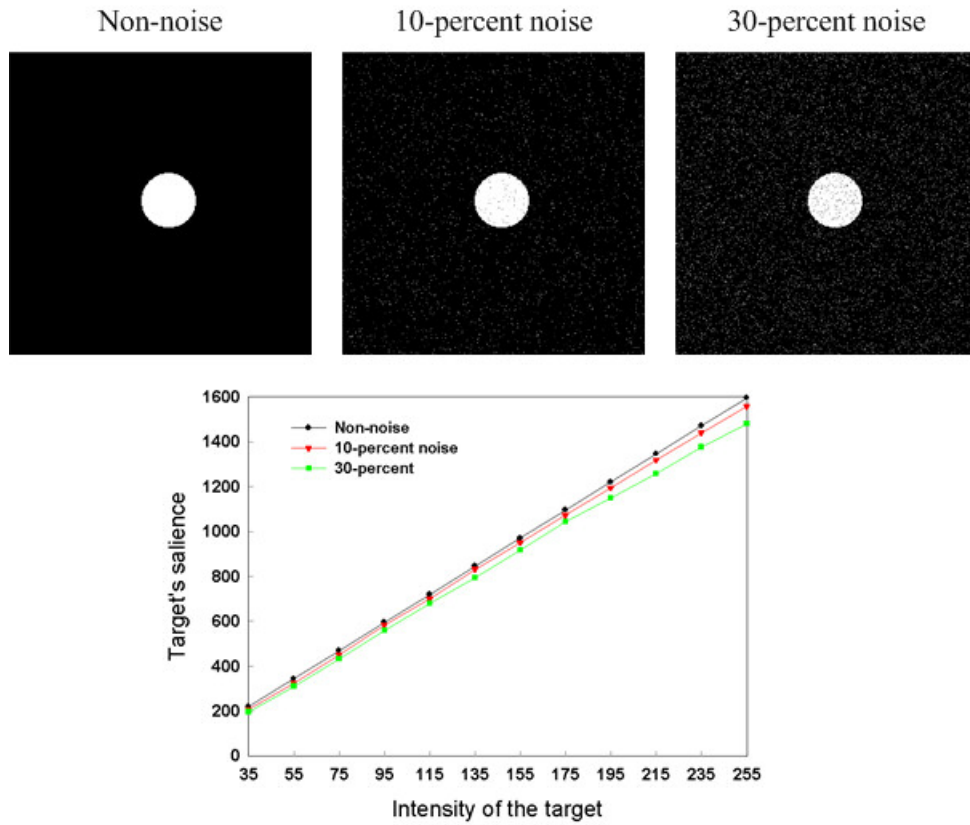 Non-noise 10-percent noise 30-percent noise
1600
1400
1200
1000
800
600
400
200
0
Non-noise
10-percent noise
30-percent
Target's salience
35 55 75 95 115 135 155 175 195 215 235 255
Intensity of the target